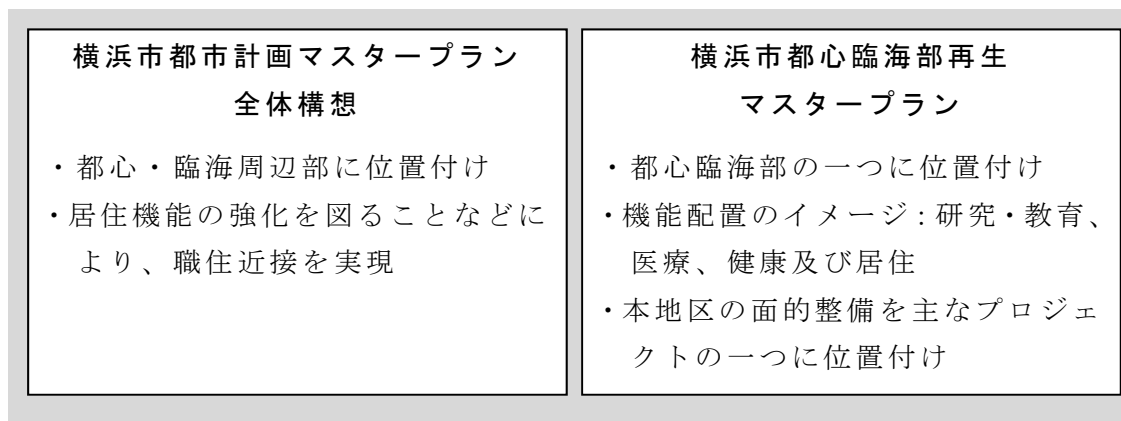 横浜市都市計画マスタープラン
全体構想
・都心・臨海周辺部に位置付け
・居住機能の強化を図ることなどに
より、職住近接を実現
横浜市都心臨海部再生
マスタープラン
・都心臨海部の一つに位置付け
・機能配置のイメージ:研究・教育、
医療、健康及び居住
・本地区の面的整備を主なプロジェ
クトの一つに位置付け